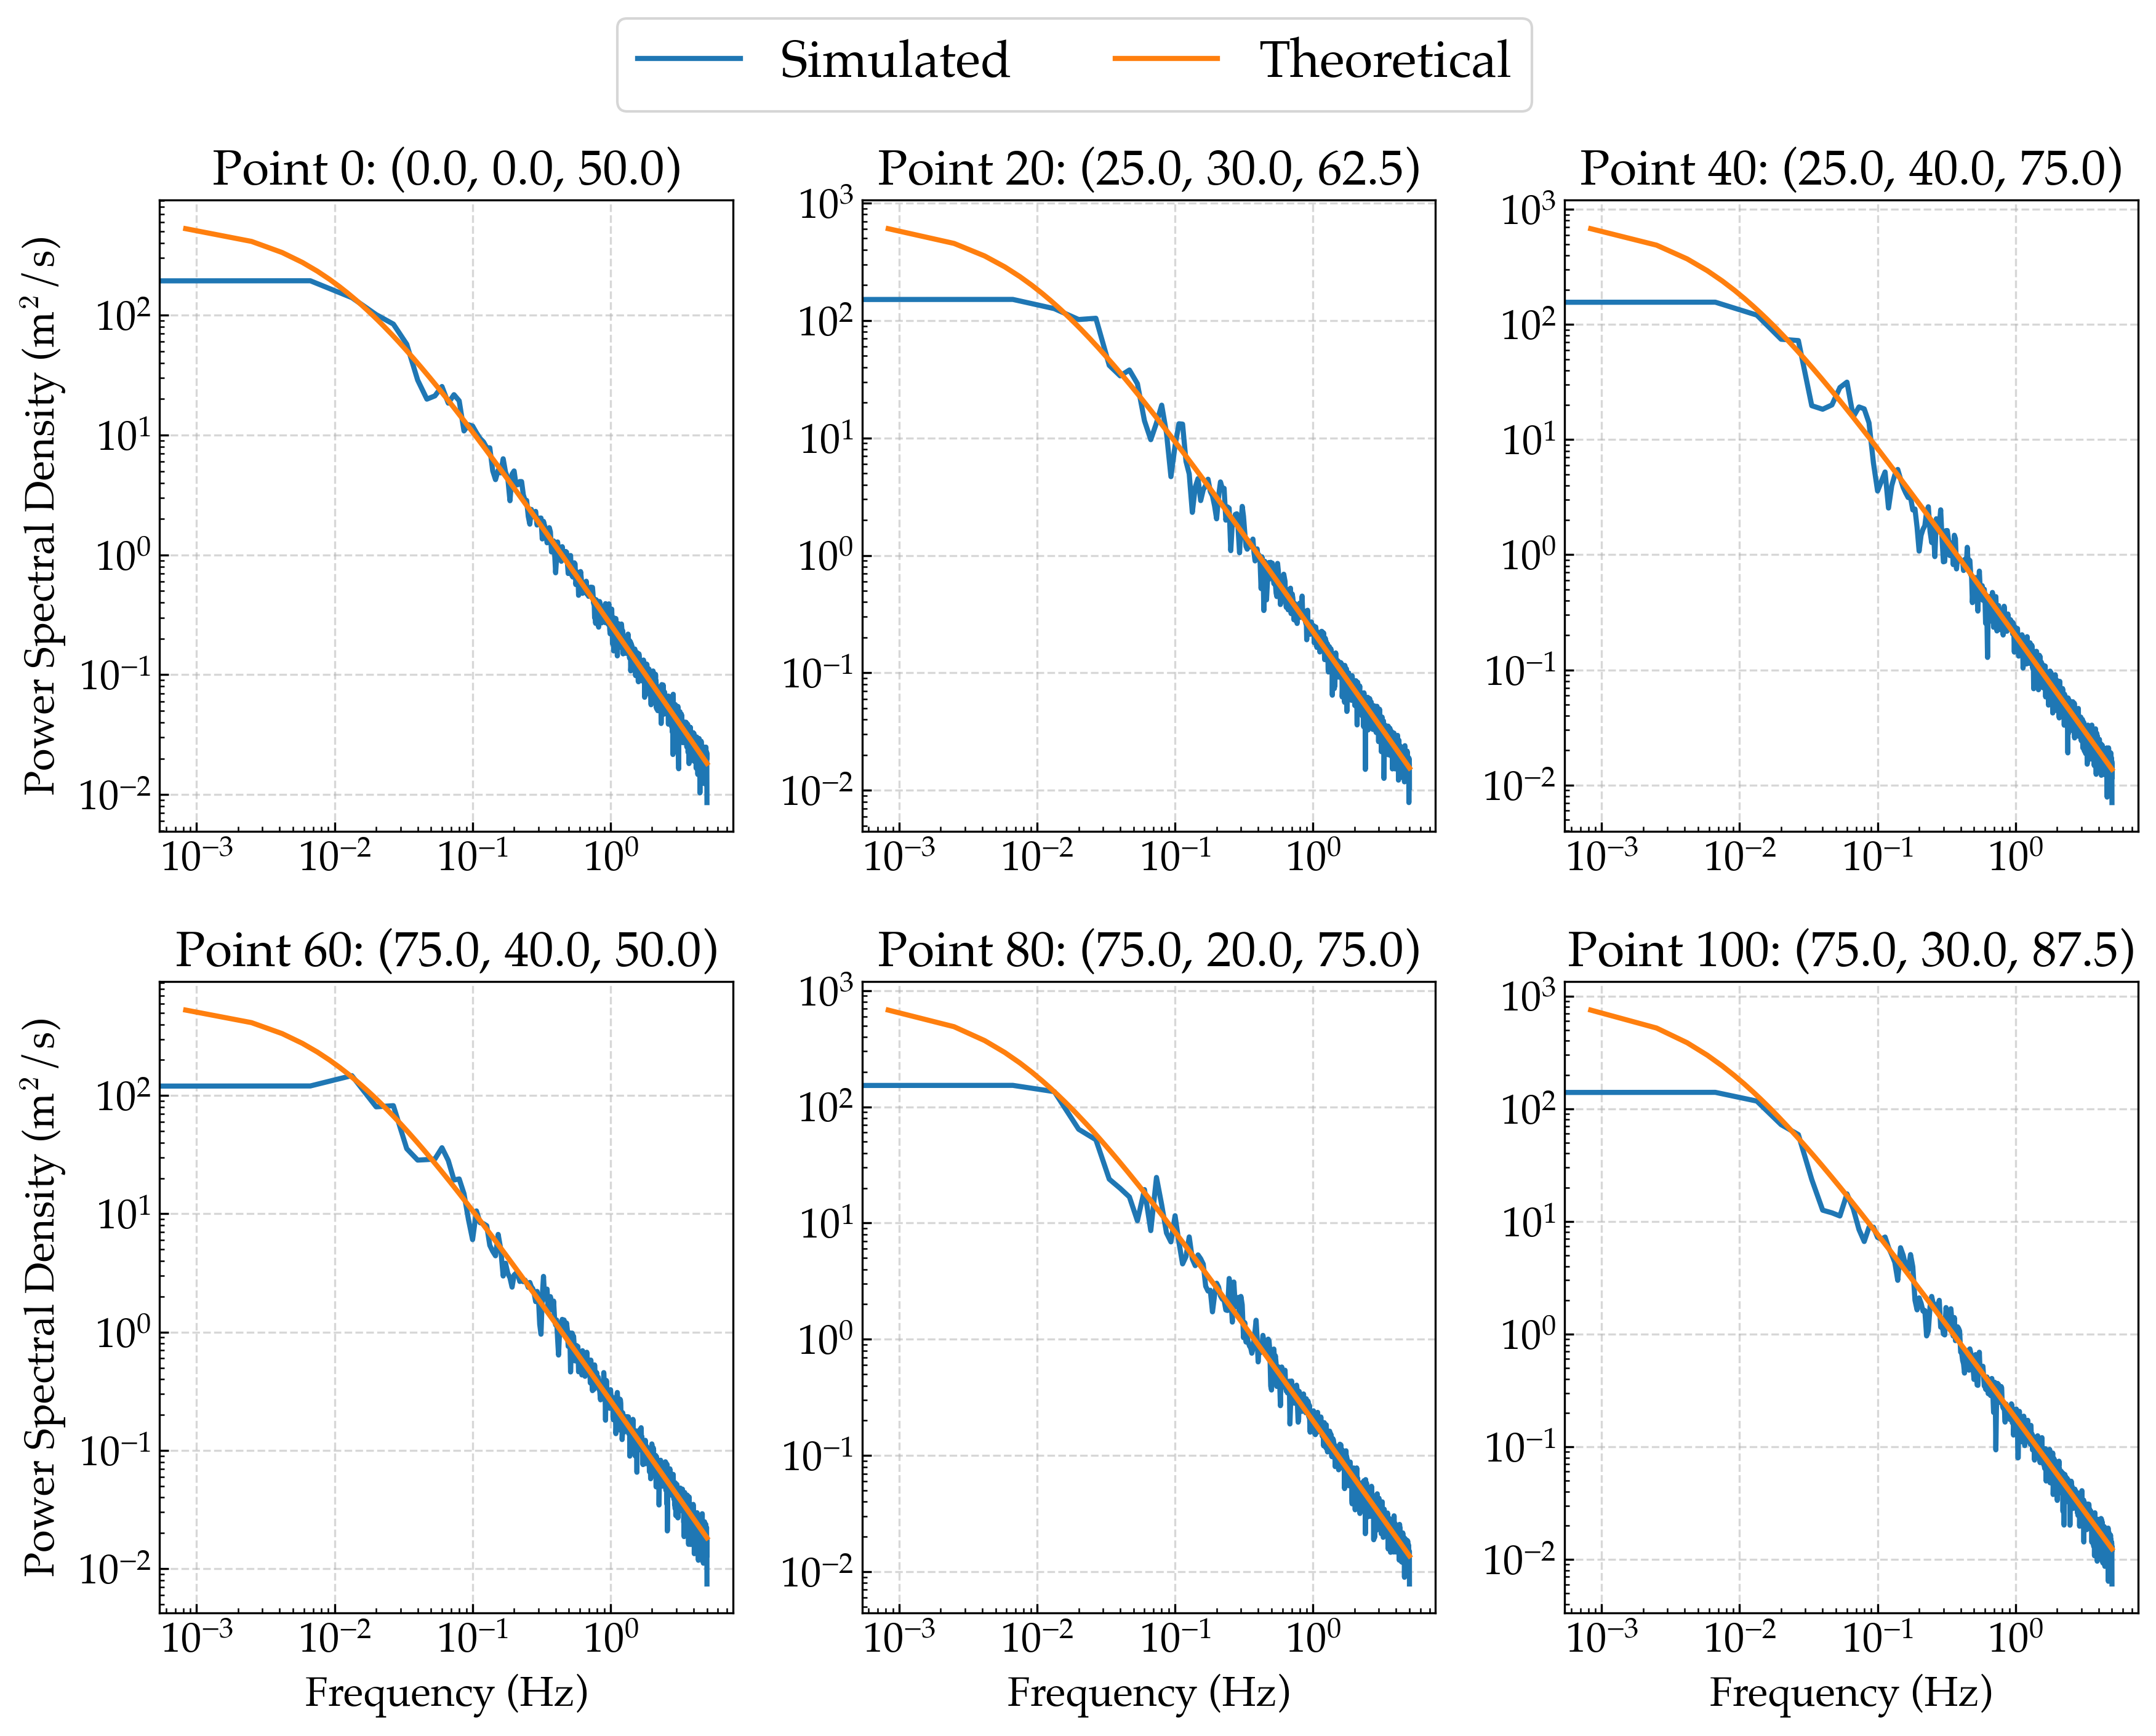 Simulated Theoretical
Point 0: (0.0, 0.0, 50.0) Point 20: (25.0, 30.0, 62.5) Point 40: (25.0, 40.0, 75.0)
Power Spectral Density (m² / s)
10² 10¹ 10⁰ 10⁻¹ 10⁻²
10⁻³ 10⁻² 10⁻¹ 10⁰
10³ 10² 10¹ 10⁰ 10⁻¹ 10⁻²
10⁻³ 10⁻² 10⁻¹ 10⁰
10³ 10² 10¹ 10⁰ 10⁻¹ 10⁻²
10⁻³ 10⁻² 10⁻¹ 10⁰
Point 60: (75.0, 40.0, 50.0) Point 80: (75.0, 20.0, 75.0) Point 100: (75.0, 30.0, 87.5)
Power Spectral Density (m² / s)
10² 10¹ 10⁰ 10⁻¹ 10⁻²
10⁻³ 10⁻² 10⁻¹ 10⁰
10³ 10² 10¹ 10⁰ 10⁻¹ 10⁻²
10⁻³ 10⁻² 10⁻¹ 10⁰
10³ 10² 10¹ 10⁰ 10⁻¹ 10⁻²
10⁻³ 10⁻² 10⁻¹ 10⁰
Frequency (Hz) Frequency (Hz) Frequency (Hz)